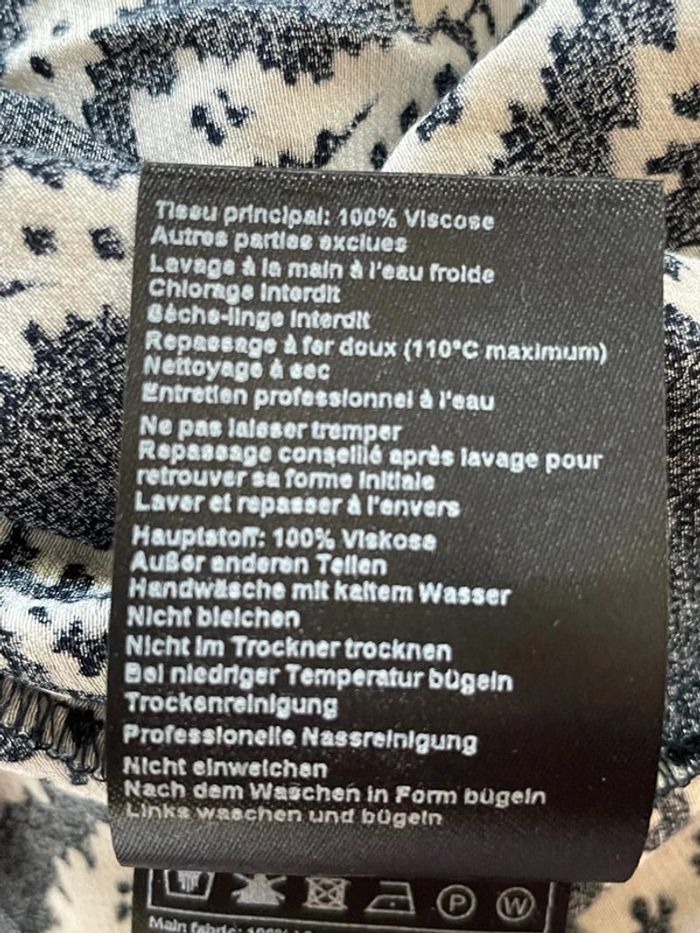 Tissu principal: 100% Viscose
Autres parties exclues
Lavage à la main à l'eau froide
Chlorage interdit
Sèche-linge interdit
Repassage à fer doux (110°C maximum)
Nettoyage à sec
Entretien professionnel à l'eau
Ne pas laisser tremper
Repassage conseillé après lavage pour
retrouver sa forme initiale
Laver et repasser à l'envers
Hauptstoff: 100% Viskose
Außer anderen Teilen
Handwäsche mit kaltem Wasser
Nicht bleichen
Nicht im Trockner trocknen
Bei niedriger Temperatur bügeln
Trockenreinigung
Professionelle Nassreinigung
Nicht einweichen
Nach dem Waschen in Form bügeln
Links waschen und bügeln
P W
Main fabric: 100%